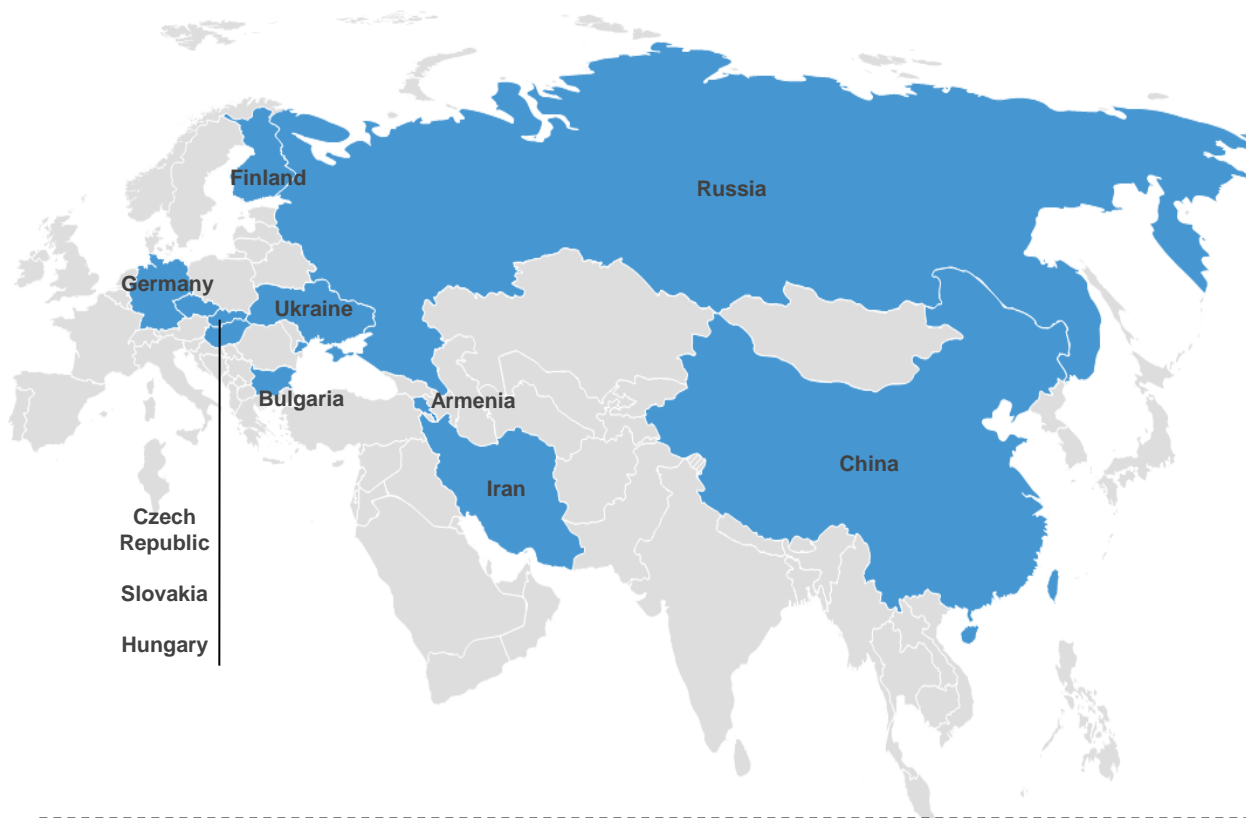 Finland
Russia
Germany
Ukraine
Bulgaria
Armenia
China
Iran
Czech
Republic
Slovakia
Hungary